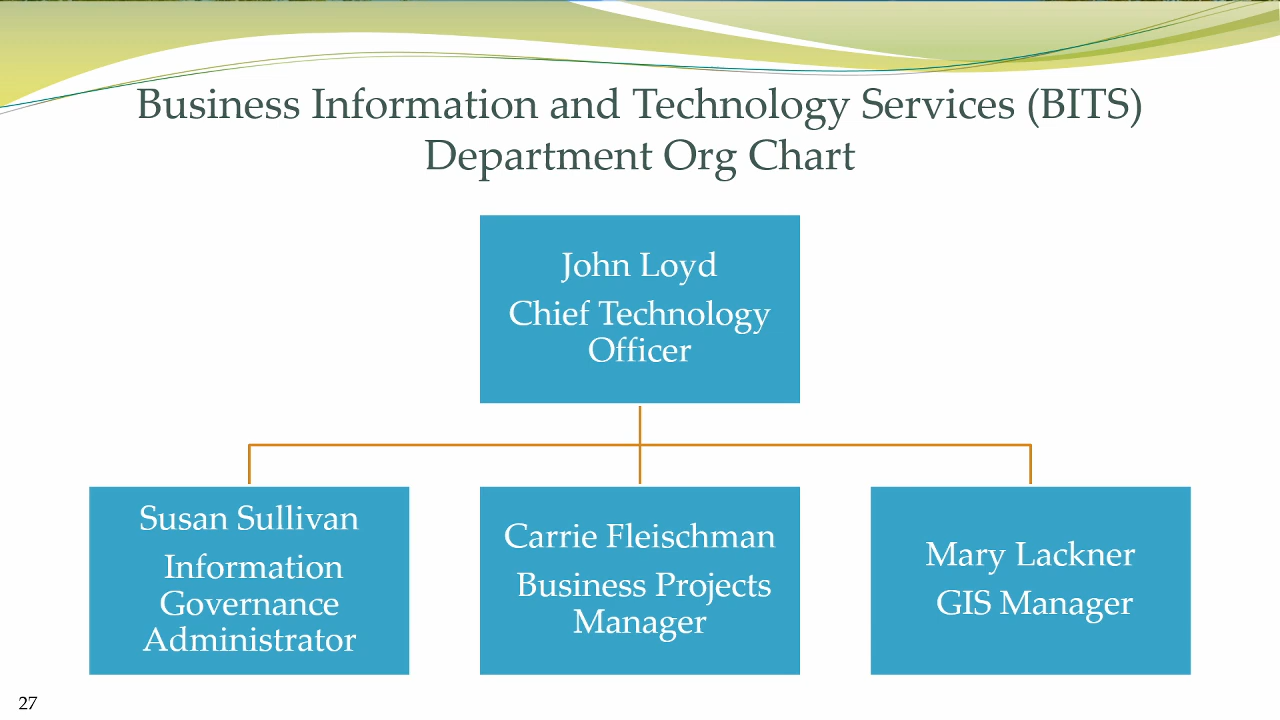 Business Information and Technology Services (BITS)
Department Org Chart
John Loyd
Chief Technology
Officer
Susan Sullivan
Information
Governance
Administrator
Carrie Fleischman
Business Projects
Manager
Mary Lackner
GIS Manager
27